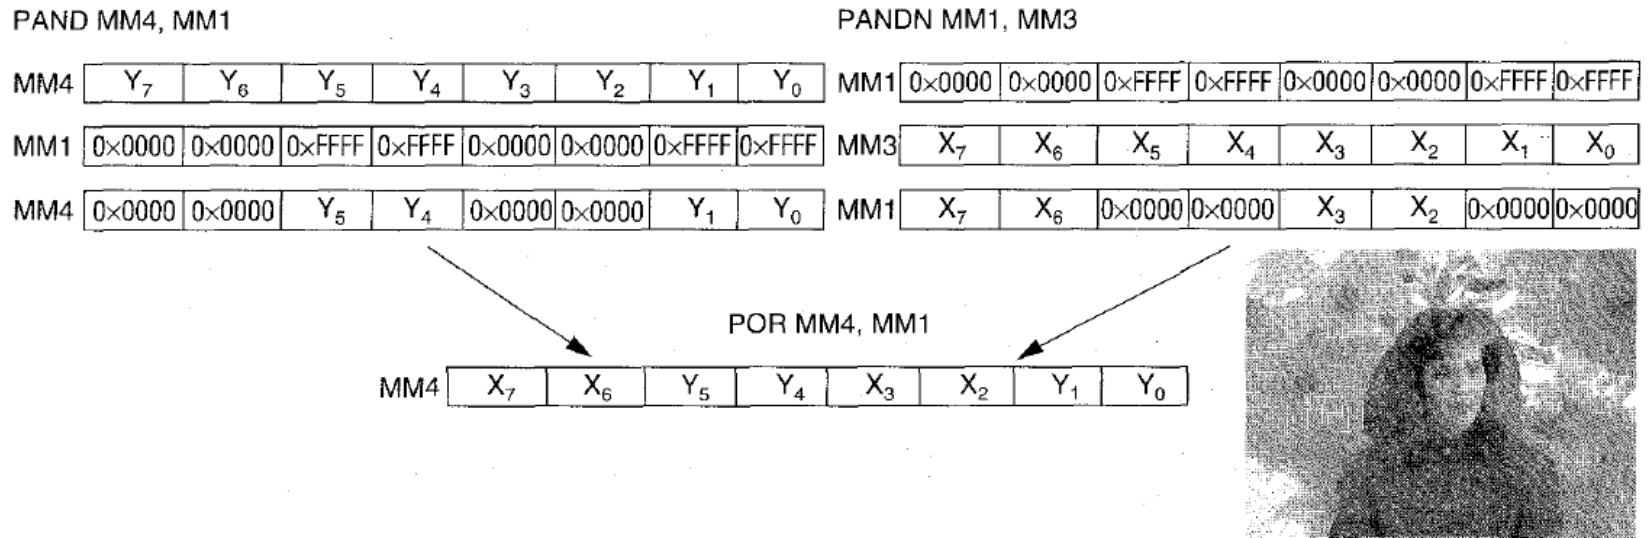 PAND MM4, MM1
MM4 Y7 Y6 Y5 Y4 Y3 Y2 Y1 Y0
MM1 0×0000 0×0000 0×FFFF 0×FFFF 0×0000 0×0000 0×FFFF 0×FFFF
MM4 0×0000 0×0000 Y5 Y4 0×0000 0×0000 Y1 Y0
PANDN MM1, MM3
MM1 0×0000 0×0000 0×FFFF 0×FFFF 0×0000 0×0000 0×FFFF 0×FFFF
MM3 X7 X6 X5 X4 X3 X2 X1 X0
MM1 X7 X6 0×0000 0×0000 X3 X2 0×0000 0×0000
POR MM4, MM1
MM4 X7 X6 Y5 Y4 X3 X2 Y1 Y0